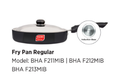 Fry Pan Regular
Model: BHA F211MIB | BHA F212MIB
BHA F213MIB